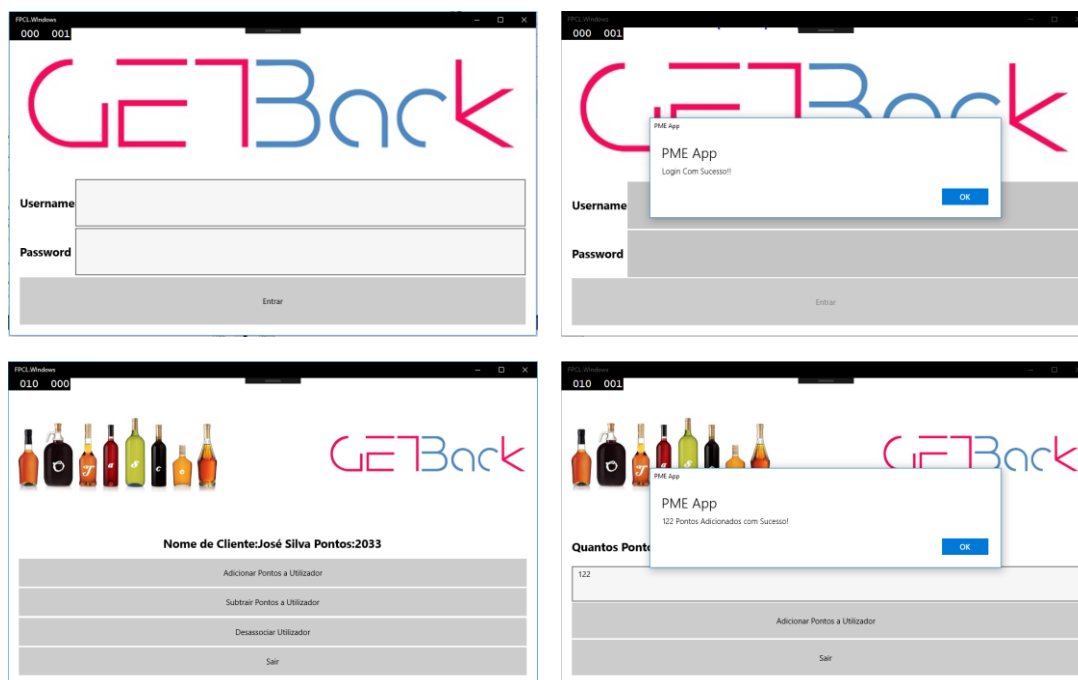 FPCL.Windows
000 001
GETBack
Username
Password
Entrar
FPCL.Windows
000 001
GETBack
PME App
PME App
Login Com Sucesso!!
OK
Username
Password
Entrar
FPCL.Windows
010 000
O T a S c o
GETBack
Nome de Cliente:José Silva Pontos:2033
Adicionar Pontos a Utilizador
Subtrair Pontos a Utilizador
Desassociar Utilizador
Sair
FPCL.Windows
010 001
O T a S
GETBack
PME App
PME App
122 Pontos Adicionados com Sucesso!
OK
Quantos Ponto
122
Adicionar Pontos a Utilizador
Sair